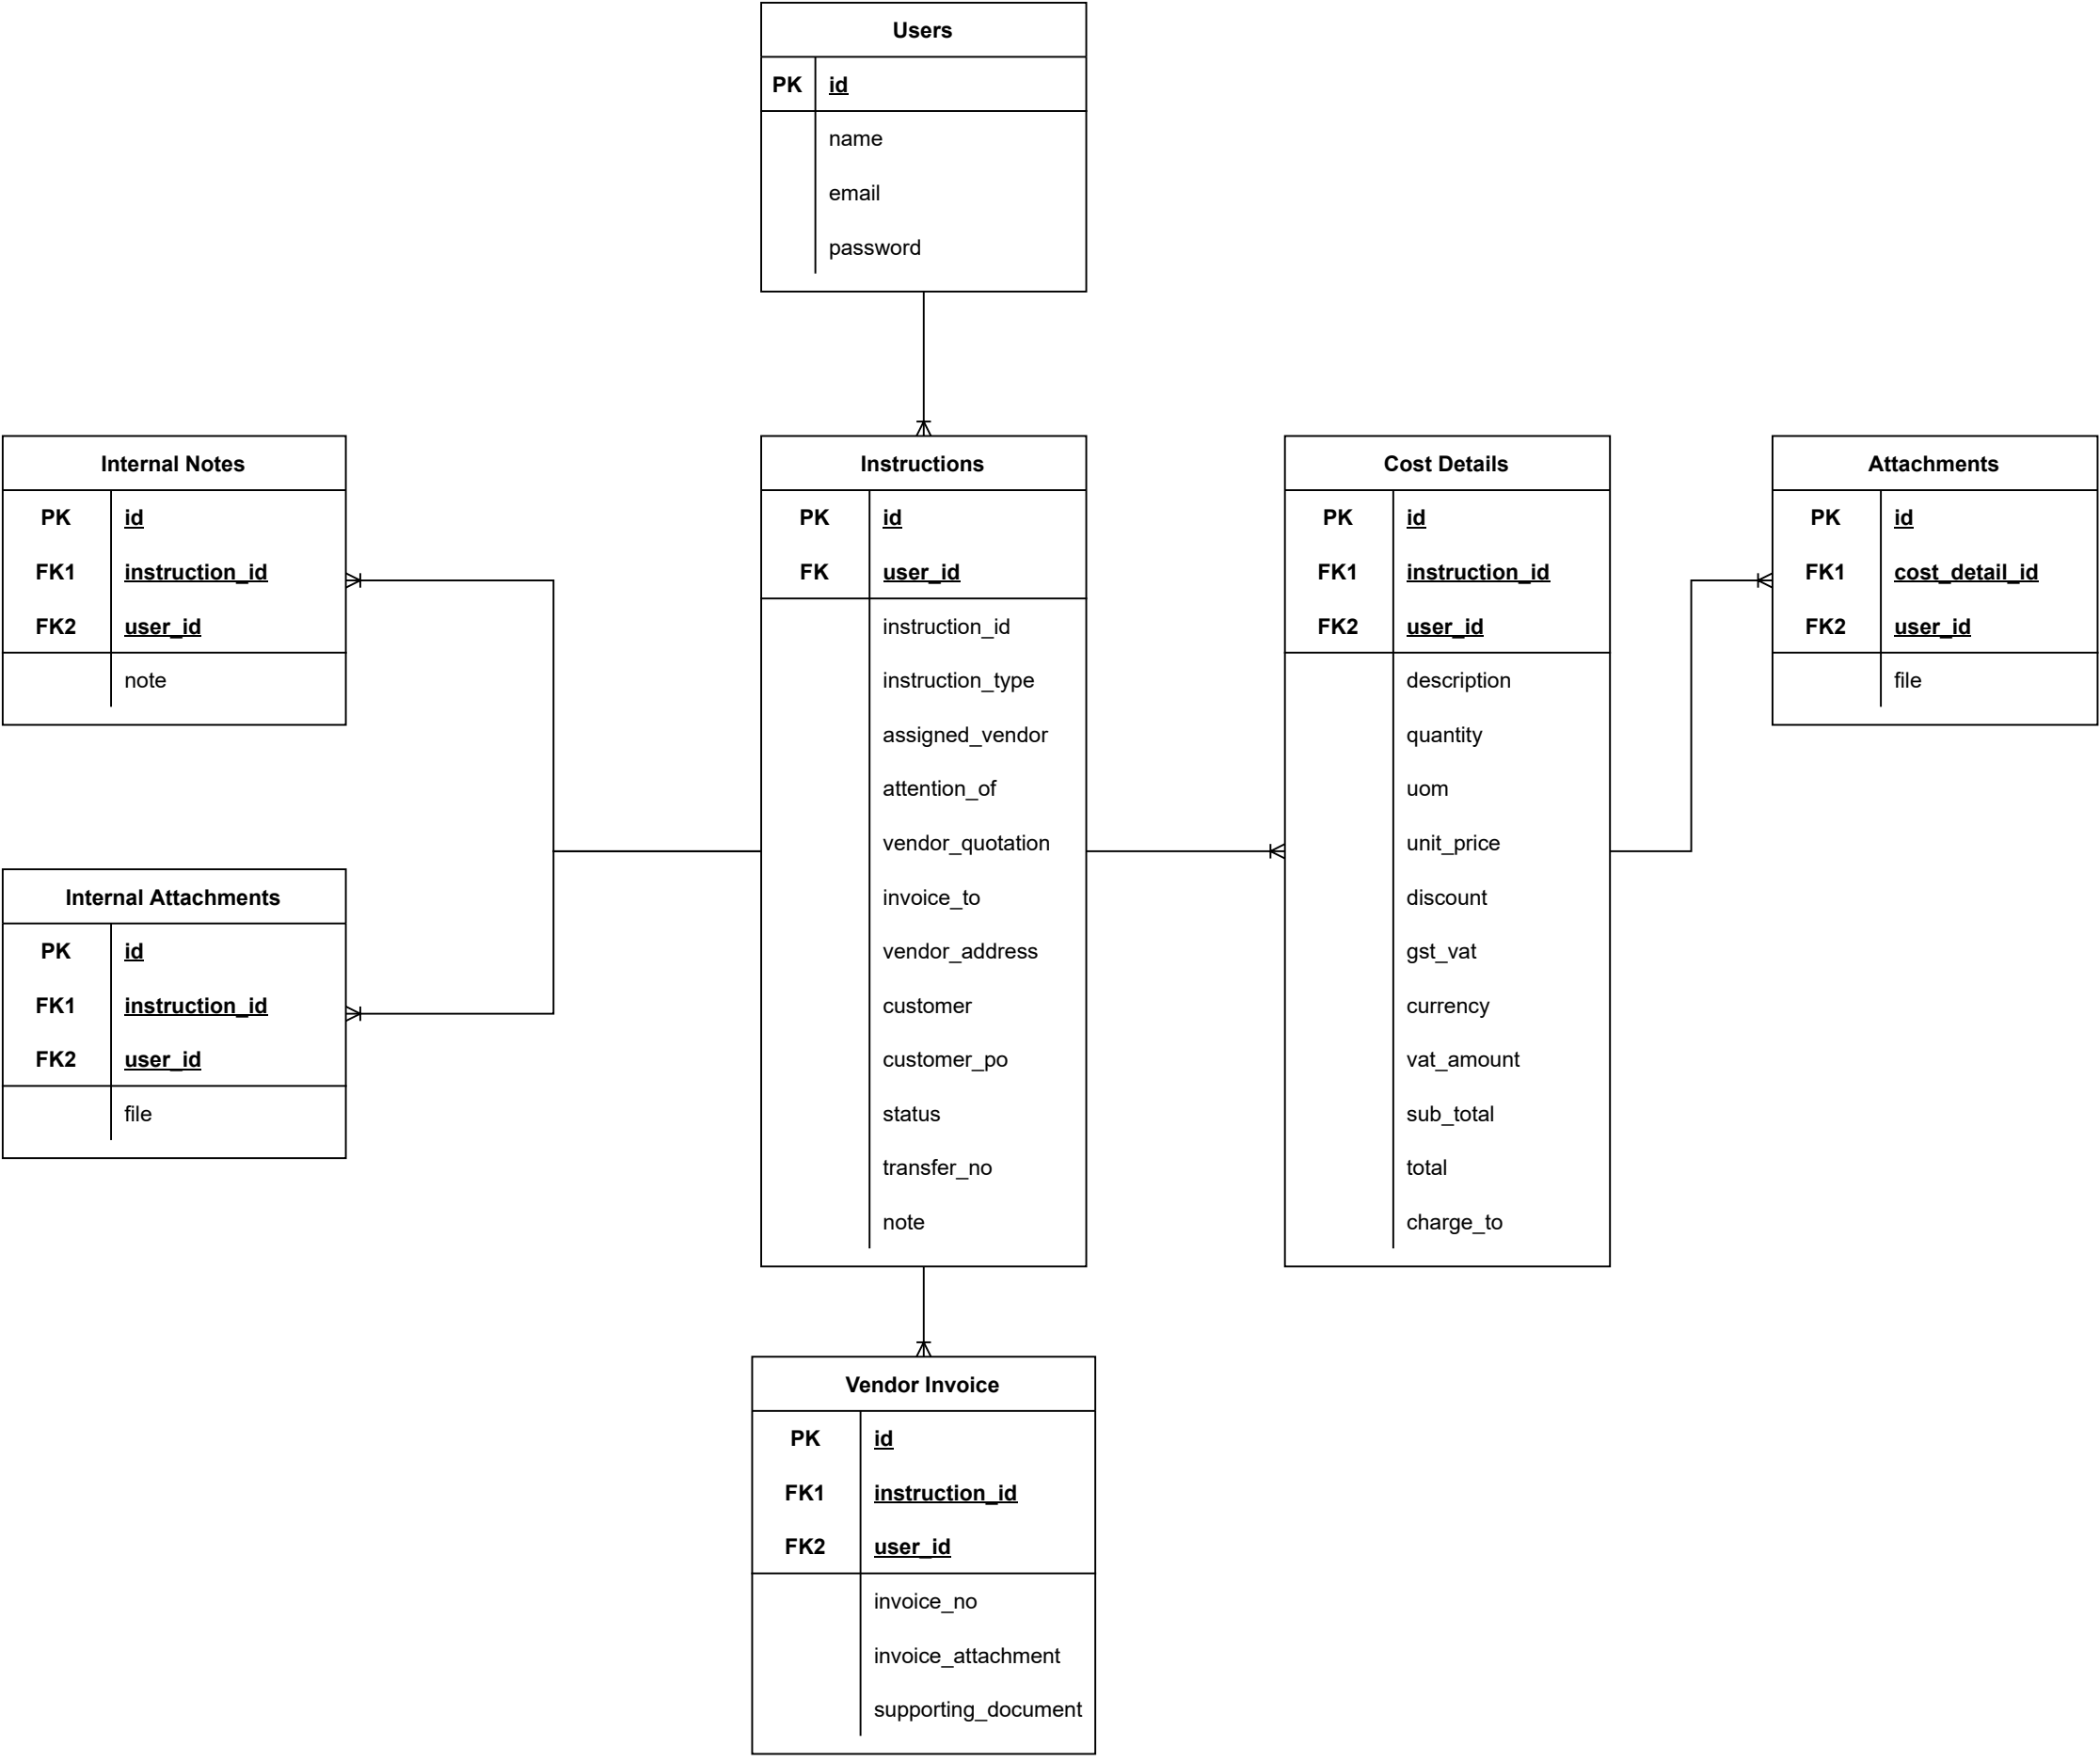 Users
PK id
name
email
password
Internal Notes
PK id
FK1 instruction_id
FK2 user_id
note
Internal Attachments
PK id
FK1 instruction_id
FK2 user_id
file
Instructions
PK id
FK user_id
instruction_id
instruction_type
assigned_vendor
attention_of
vendor_quotation
invoice_to
vendor_address
customer
customer_po
status
transfer_no
note
Cost Details
PK id
FK1 instruction_id
FK2 user_id
description
quantity
uom
unit_price
discount
gst_vat
currency
vat_amount
sub_total
total
charge_to
Attachments
PK id
FK1 cost_detail_id
FK2 user_id
file
Vendor Invoice
PK id
FK1 instruction_id
FK2 user_id
invoice_no
invoice_attachment
supporting_document